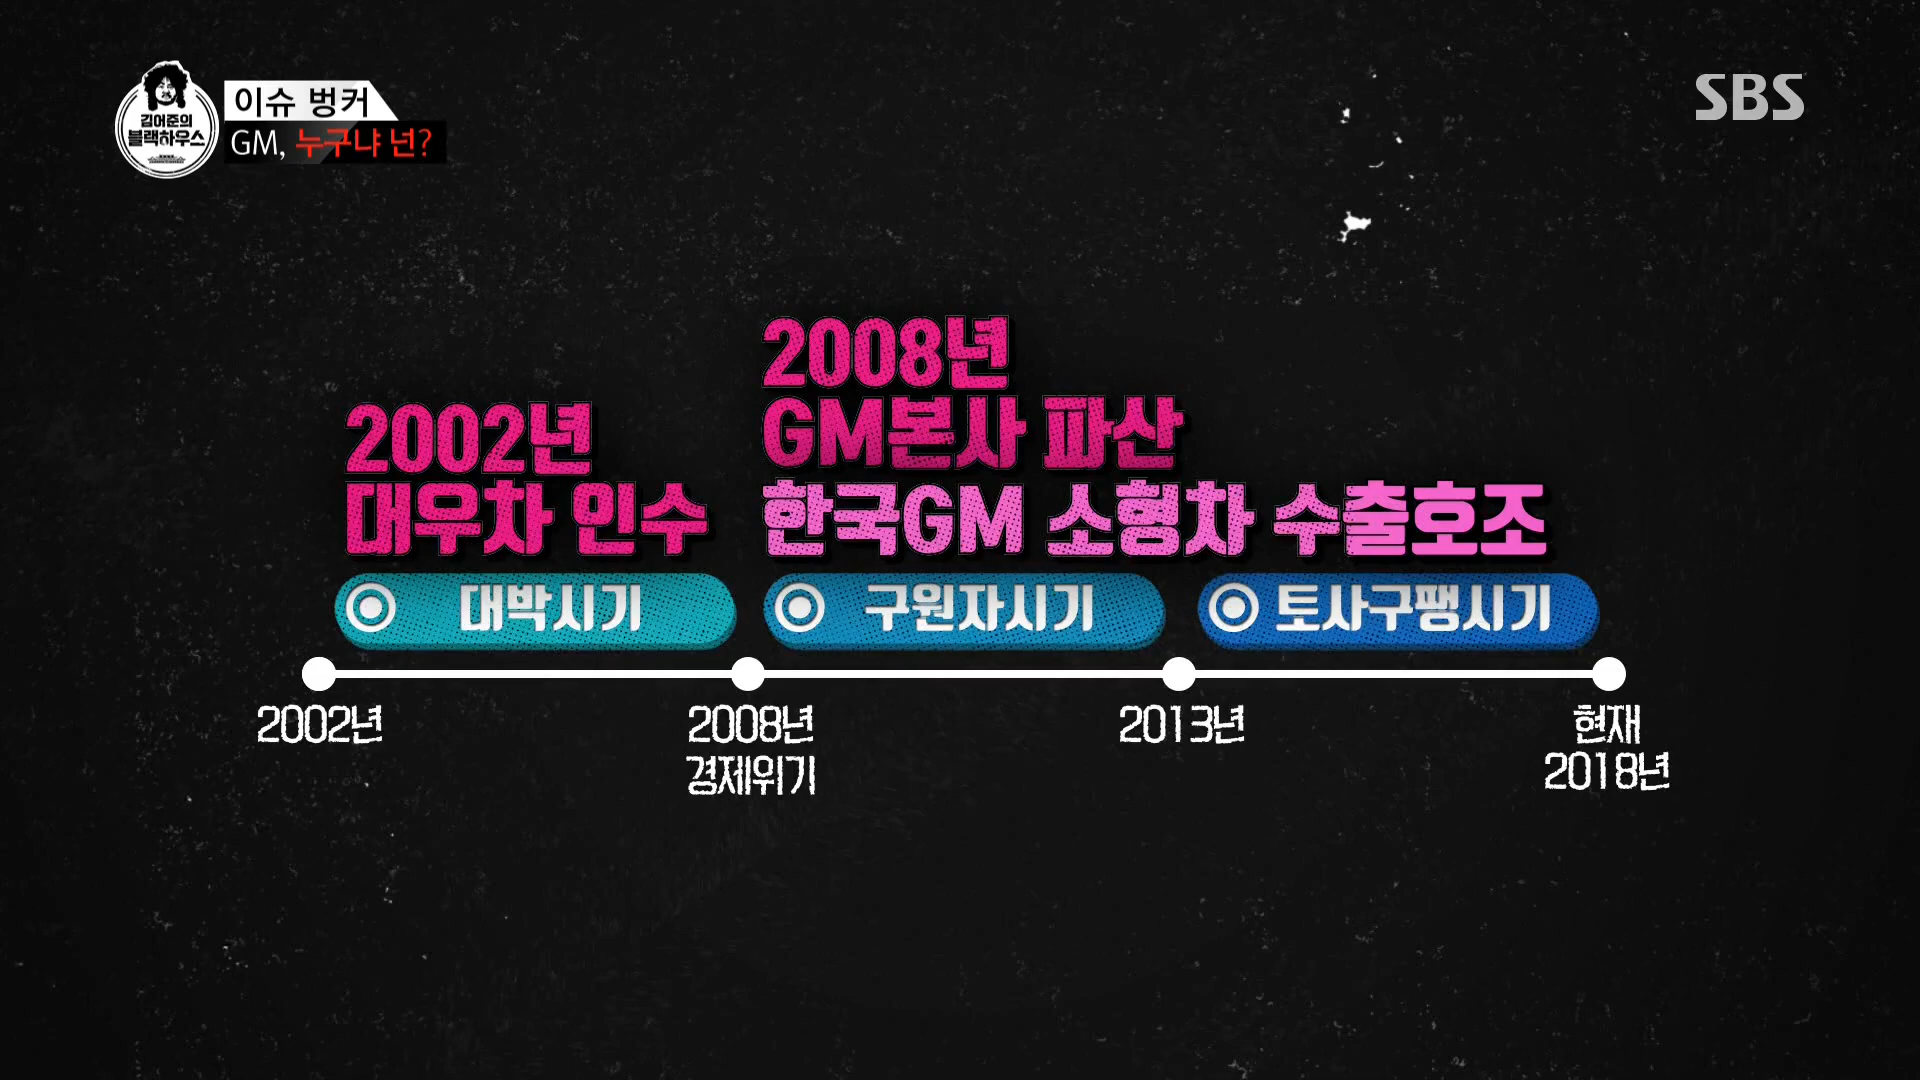 김어준의
블랙하우스
이슈 벙커
GM, 누구냐 넌?
SBS
2002년
대우차 인수
2008년
GM본사 파산
한국GM 소형차 수출호조
대박시기
구원자시기
토사구팽시기
2002년
2008년
경제위기
2013년
현재
2018년